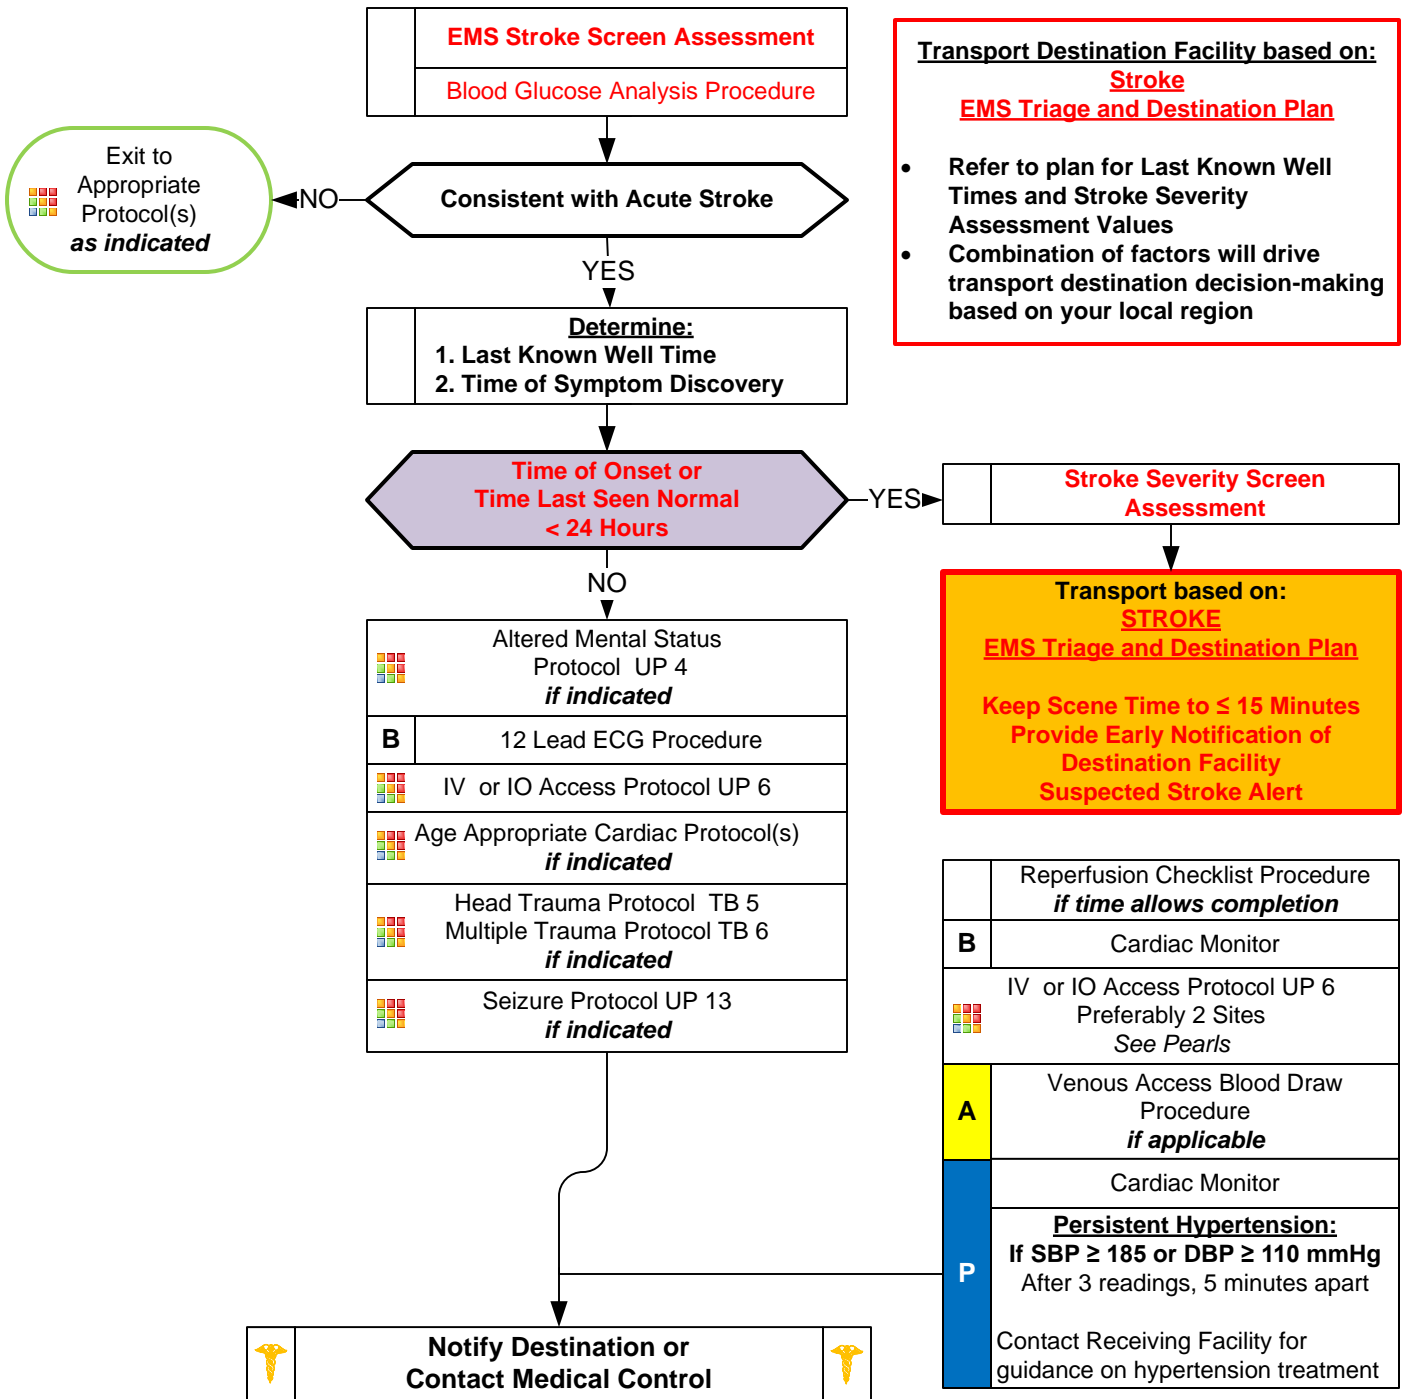 EMS Stroke Screen Assessment
Blood Glucose Analysis Procedure
Transport Destination Facility based on:
Stroke
EMS Triage and Destination Plan
• Refer to plan for Last Known Well
Times and Stroke Severity
Assessment Values
• Combination of factors will drive
transport destination decision-making
based on your local region
Exit to
Appropriate
Protocol(s)
as indicated
NO
Consistent with Acute Stroke
YES
Determine:
1. Last Known Well Time
2. Time of Symptom Discovery
Time of Onset or
Time Last Seen Normal
< 24 Hours
YES
Stroke Severity Screen
Assessment
NO
Transport based on:
STROKE
EMS Triage and Destination Plan
Keep Scene Time to ≤ 15 Minutes
Provide Early Notification of
Destination Facility
Suspected Stroke Alert
Altered Mental Status
Protocol UP 4
if indicated
B
12 Lead ECG Procedure
IV or IO Access Protocol UP 6
Age Appropriate Cardiac Protocol(s)
if indicated
Head Trauma Protocol TB 5
Multiple Trauma Protocol TB 6
if indicated
Seizure Protocol UP 13
if indicated
Reperfusion Checklist Procedure
if time allows completion
B
Cardiac Monitor
IV or IO Access Protocol UP 6
Preferably 2 Sites
See Pearls
A
Venous Access Blood Draw
Procedure
if applicable
P
Cardiac Monitor
Persistent Hypertension:
If SBP ≥ 185 or DBP ≥ 110 mmHg
After 3 readings, 5 minutes apart
Contact Receiving Facility for
guidance on hypertension treatment
Notify Destination or
Contact Medical Control